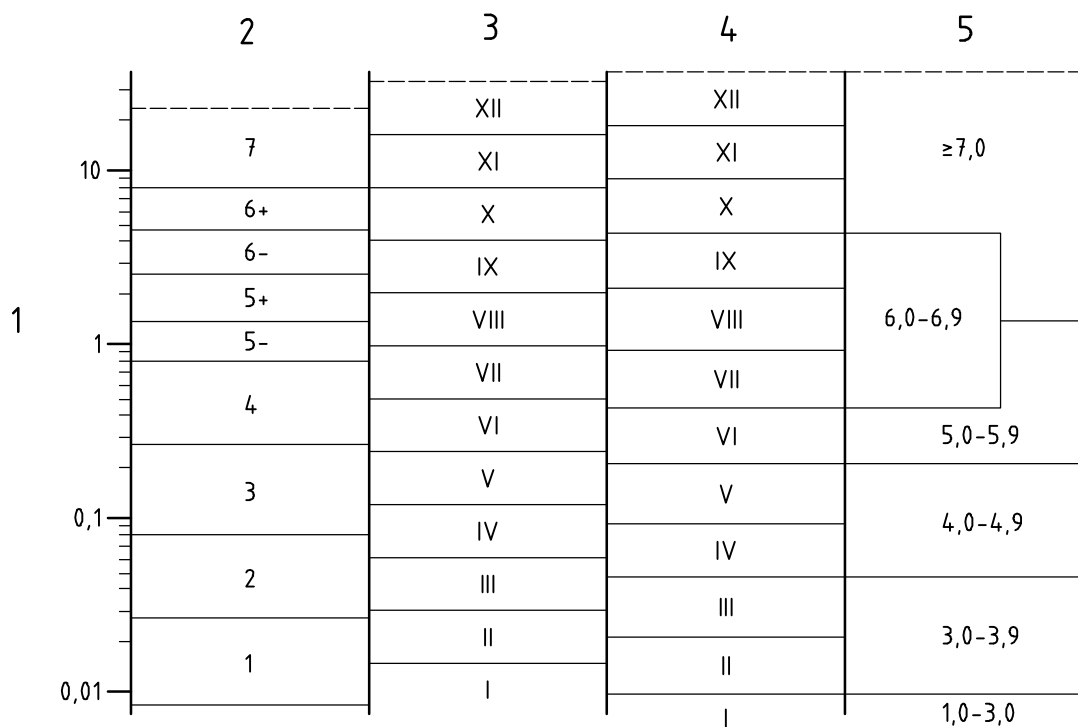 2 3 4 5
1
10
1
0,1
0,01
7
6+
6-
5+
5-
4
3
2
1
XII
XI
X
IX
VIII
VII
VI
V
IV
III
II
I
XII
XI
X
IX
VIII
VII
VI
V
IV
III
II
I
≥7,0
6,0-6,9
5,0-5,9
4,0-4,9
3,0-3,9
1,0-3,0